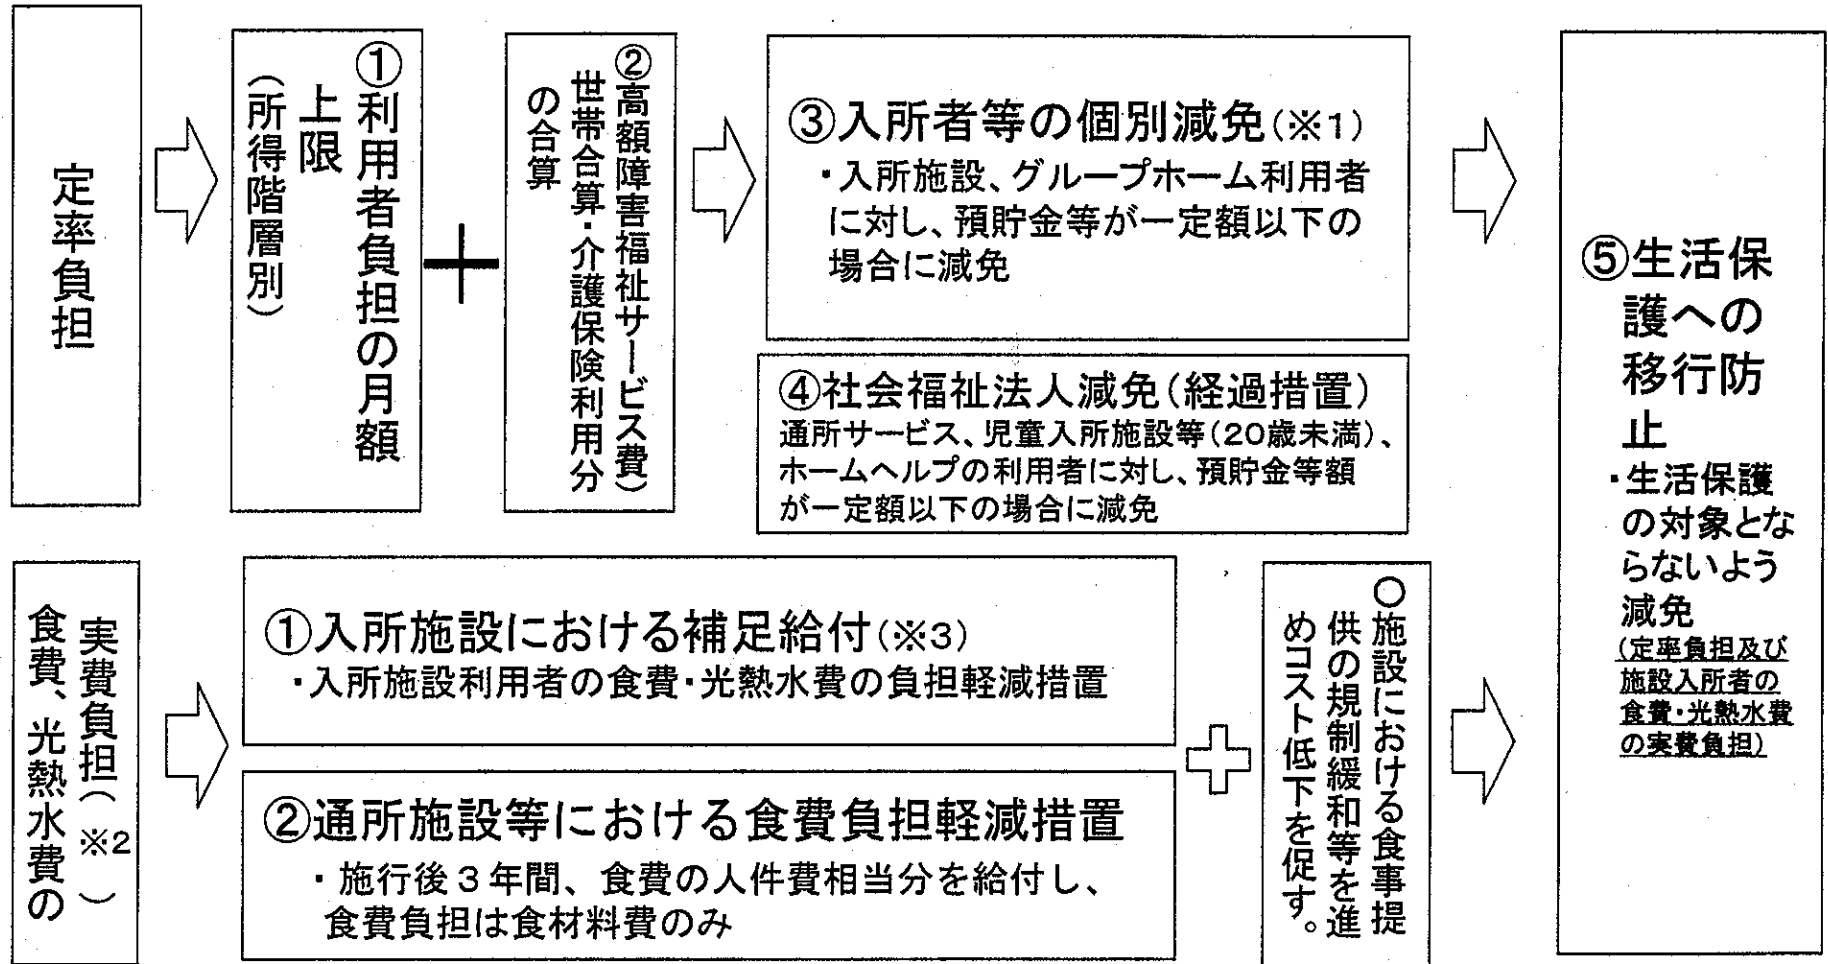 定率負担
①利用者負担の月額
上限
(所得階層別)
②高額障害福祉サービス費)
世帯合算・介護保険利用分
の合算
③入所者等の個別減免(※1)
・入所施設、グループホーム利用者
に対し、預貯金等が一定額以下の
場合に減免
④社会福祉法人減免(経過措置)
通所サービス、児童入所施設等(20歳未満)、
ホームヘルプの利用者に対し、預貯金等額
が一定額以下の場合に減免
⑤生活保
護への
移行防
止
・生活保護
の対象とな
らないよう
減免
(定率負担及び
施設入所者の
食費・光熱水費
の実費負担)
食費、光熱水費の
実費負担(※2)
①入所施設における補足給付(※3)
・入所施設利用者の食費・光熱水費の負担軽減措置
②通所施設等における食費負担軽減措置
・施行後3年間、食費の人件費相当分を給付し、
食費負担は食材料費のみ
○施設における食事提
供の規制緩和等を進
めコスト低下を促す。